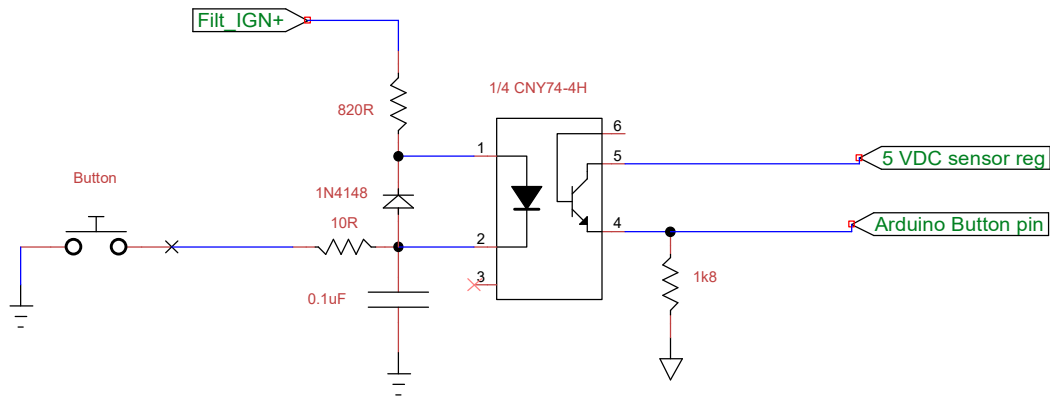 Filt_IGN+
1/4 CNY74-4H
820R
1
6
5
5 VDC sensor reg
Button
1N4148
10R
2
4
Arduino Button pin
3
0.1uF
1k8